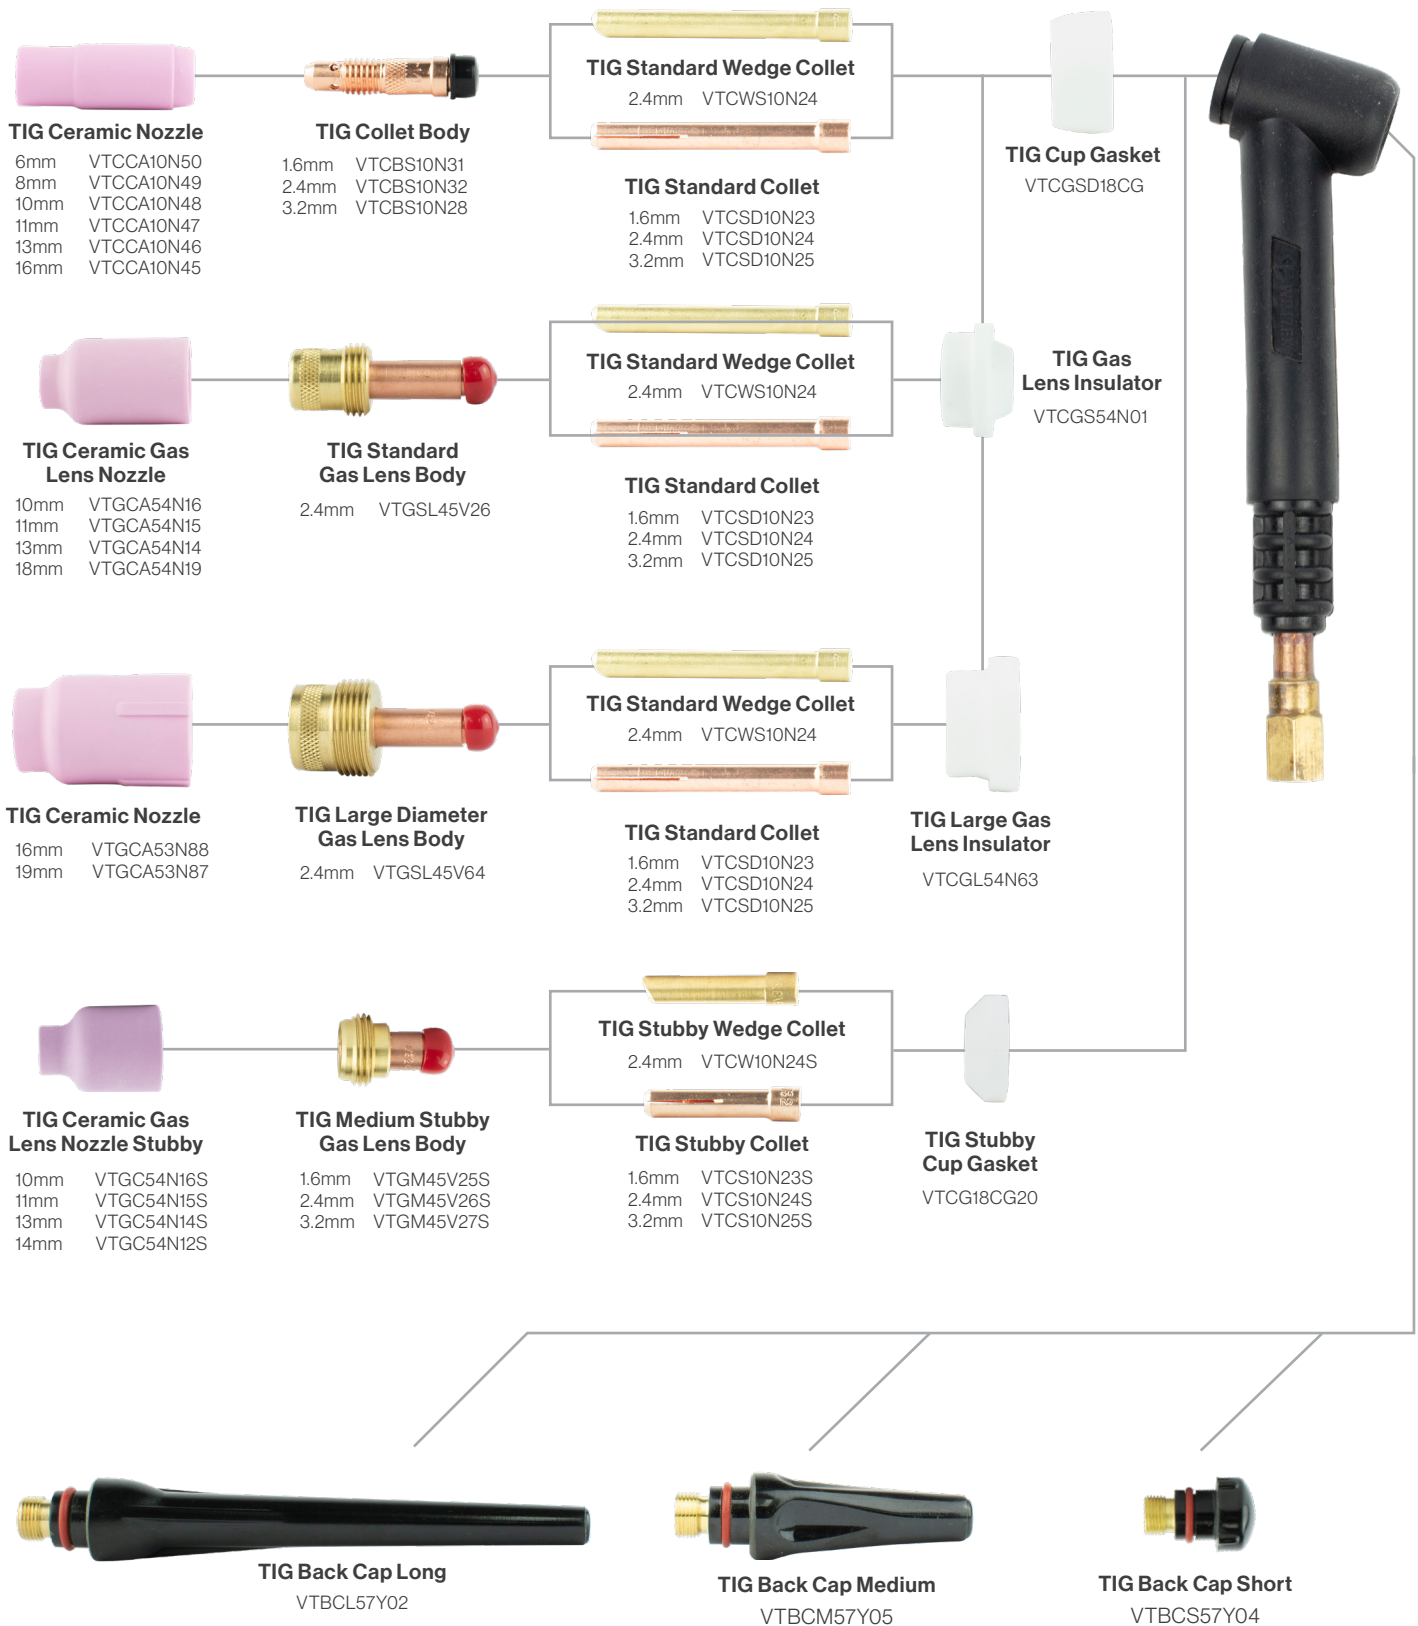 TIG Ceramic Nozzle
6mm VTCCA10N50
8mm VTCCA10N49
10mm VTCCA10N48
11mm VTCCA10N47
13mm VTCCA10N46
16mm VTCCA10N45
TIG Collet Body
1.6mm VTCBS10N31
2.4mm VTCBS10N32
3.2mm VTCBS10N28
TIG Standard Wedge Collet
2.4mm VTCWS10N24
TIG Standard Collet
1.6mm VTCSD10N23
2.4mm VTCSD10N24
3.2mm VTCSD10N25
TIG Cup Gasket
VTCGSD18CG
TIG Ceramic Gas
Lens Nozzle
10mm VTGCA54N16
11mm VTGCA54N15
13mm VTGCA54N14
18mm VTGCA54N19
TIG Standard
Gas Lens Body
2.4mm VTGSL45V26
TIG Standard Wedge Collet
2.4mm VTCWS10N24
TIG Standard Collet
1.6mm VTCSD10N23
2.4mm VTCSD10N24
3.2mm VTCSD10N25
TIG Gas
Lens Insulator
VTCGS54N01
TIG Ceramic Nozzle
16mm VTGCA53N88
19mm VTGCA53N87
TIG Large Diameter
Gas Lens Body
2.4mm VTGSL45V64
TIG Standard Wedge Collet
2.4mm VTCWS10N24
TIG Standard Collet
1.6mm VTCSD10N23
2.4mm VTCSD10N24
3.2mm VTCSD10N25
TIG Large Gas
Lens Insulator
VTCGL54N63
TIG Ceramic Gas
Lens Nozzle Stubby
10mm VTGC54N16S
11mm VTGC54N15S
13mm VTGC54N14S
14mm VTGC54N12S
TIG Medium Stubby
Gas Lens Body
1.6mm VTGM45V25S
2.4mm VTGM45V26S
3.2mm VTGM45V27S
TIG Stubby Wedge Collet
2.4mm VTCW10N24S
TIG Stubby Collet
1.6mm VTCS10N23S
2.4mm VTCS10N24S
3.2mm VTCS10N25S
TIG Stubby
Cup Gasket
VTCG18CG20
TIG Back Cap Long
VTBCL57Y02
TIG Back Cap Medium
VTBCM57Y05
TIG Back Cap Short
VTBCS57Y04